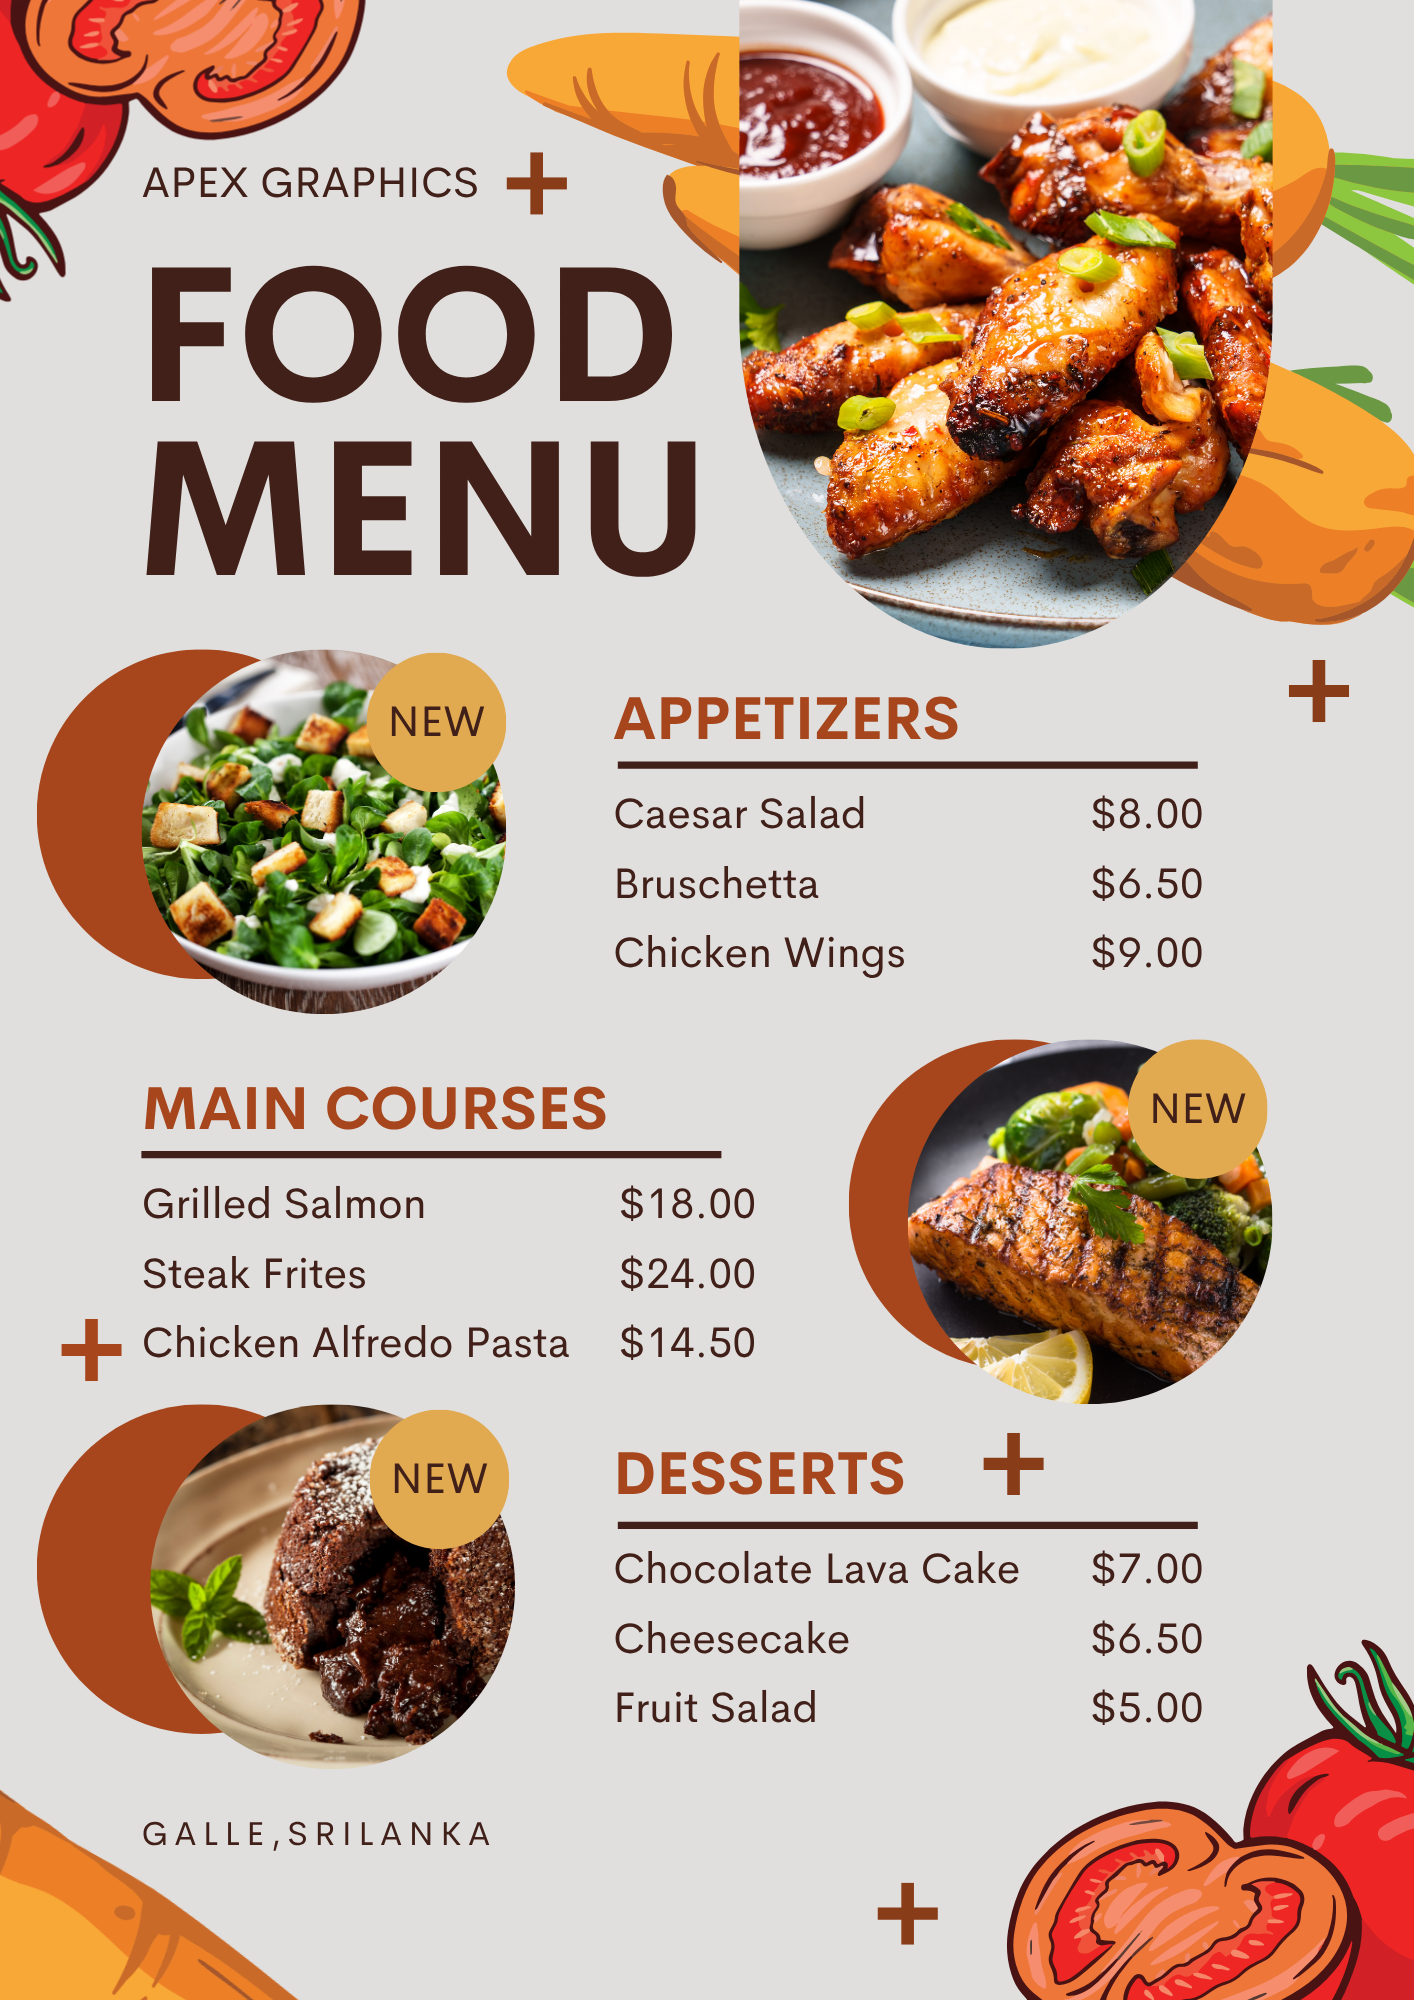 APEX GRAPHICS
FOOD
MENU
NEW
APPETIZERS
Caesar Salad $8.00
Bruschetta $6.50
Chicken Wings $9.00
MAIN COURSES
Grilled Salmon $18.00
Steak Frites $24.00
Chicken Alfredo Pasta $14.50
NEW
NEW
DESSERTS
Chocolate Lava Cake $7.00
Cheesecake $6.50
Fruit Salad $5.00
GALLE,SRILANKA